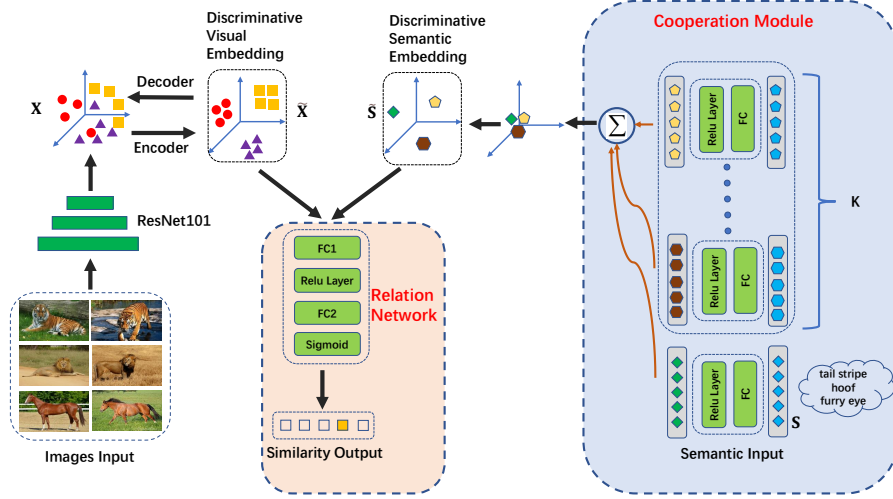 Discriminative
Visual
Embedding
Discriminative
Semantic
Embedding
Cooperation Module
X
Decoder
Encoder
X̃
S̃
∑
Relu Layer
FC
K
ResNet101
FC1
Relu Layer
FC2
Sigmoid
Relation
Network
Relu Layer
FC
Relu Layer
FC
S
tail stripe
hoof
furry eye
Images Input
Similarity Output
Semantic Input